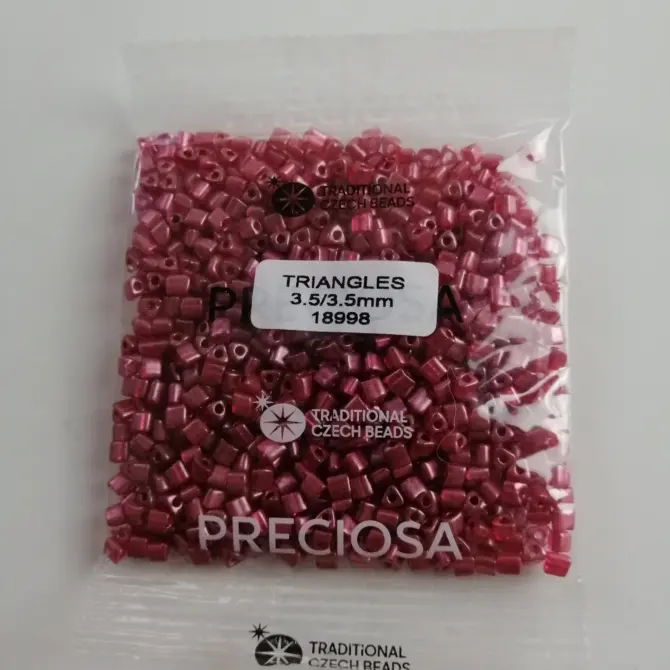 TRADITIONAL
CZECH BEADS
PRECIOSA
TRIANGLES
3.5/3.5mm
18998
TRADITIONAL
CZECH BEADS
PRECIOSA
TRADITIONAL
CZECH BEADS